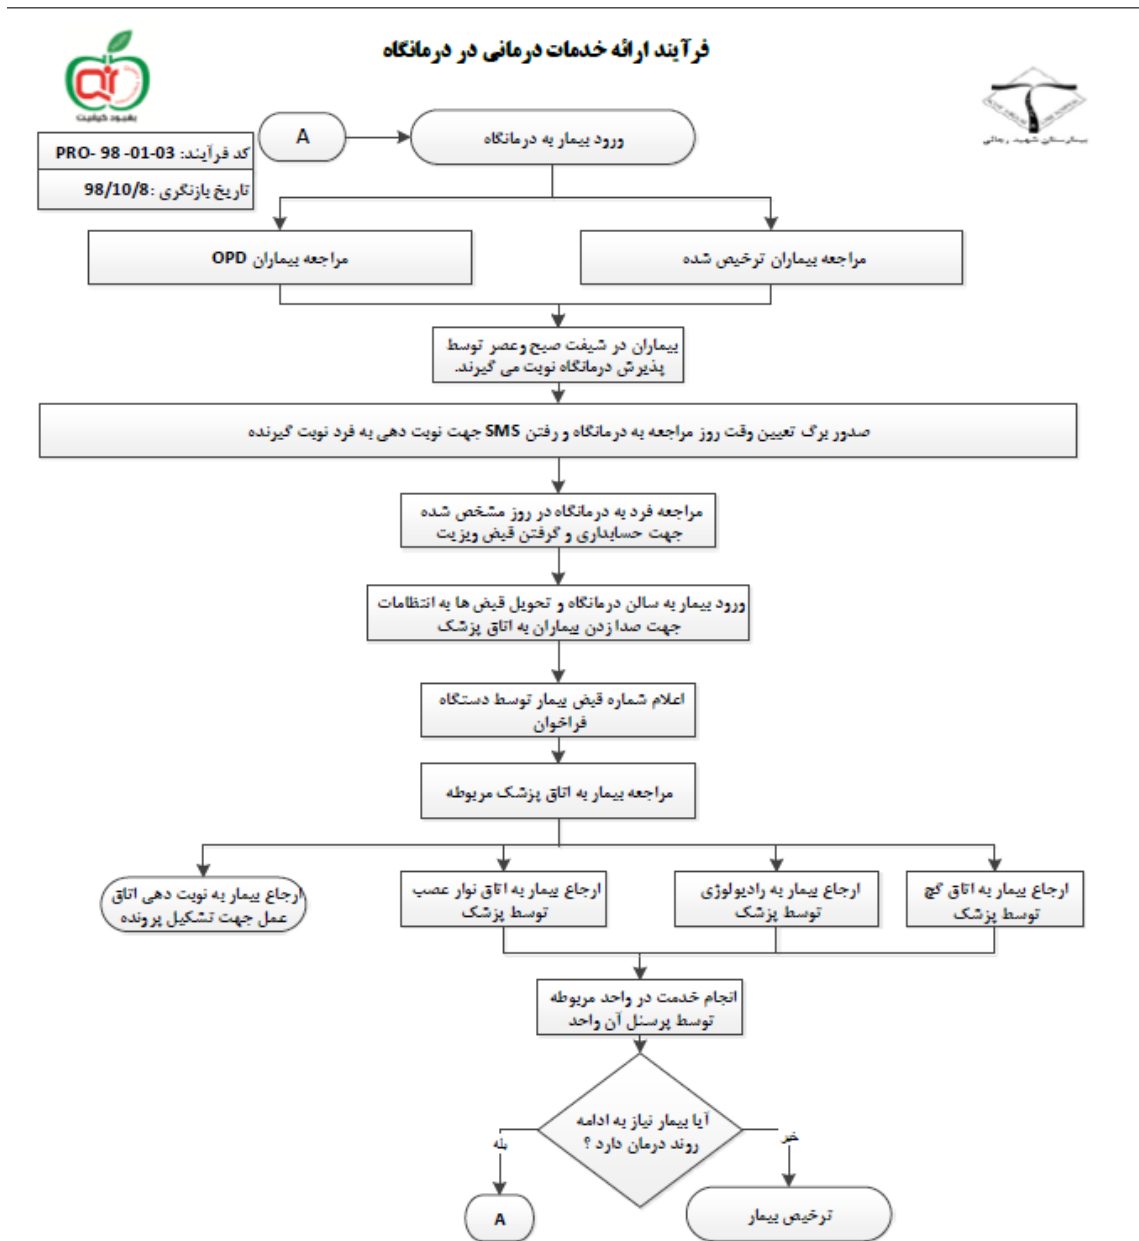 فرآیند ارائه خدمات درمانی در درمانگاه
بهبود کیفیت
بیمارستان شهید رجائی
کد فرآیند: PRO- 98 -01-03
تاریخ بازنگری :98/10/8
A
ورود بیمار به درمانگاه
مراجعه بیماران ترخیص شده
مراجعه بیماران OPD
بیماران در شیفت صبح وعصر توسط
پذیرش درمانگاه نوبت می گیرند.
صدور برگ تعیین وقت روز مراجعه به درمانگاه و رفتن SMS جهت نوبت دهی به فرد نوبت گیرنده
مراجعه فرد به درمانگاه در روز مشخص شده
جهت حسابداری و گرفتن قبض ویزیت
ورود بیمار به سالن درمانگاه و تحویل قبض ها به انتظامات
جهت صدا زدن بیماران به اتاق پزشک
اعلام شماره قبض بیمار توسط دستگاه
فراخوان
مراجعه بیمار به اتاق پزشک مربوطه
ارجاع بیمار به اتاق گچ
توسط پزشک
ارجاع بیمار به رادیولوژی
توسط پزشک
ارجاع بیمار به اتاق نوار عصب
توسط پزشک
ارجاع بیمار به نوبت دهی اتاق
عمل جهت تشکیل پرونده
انجام خدمت در واحد مربوطه
توسط پرسنل آن واحد
آیا بیمار نیاز به ادامه
روند درمان دارد ؟
خیر
بله
ترخیص بیمار
A